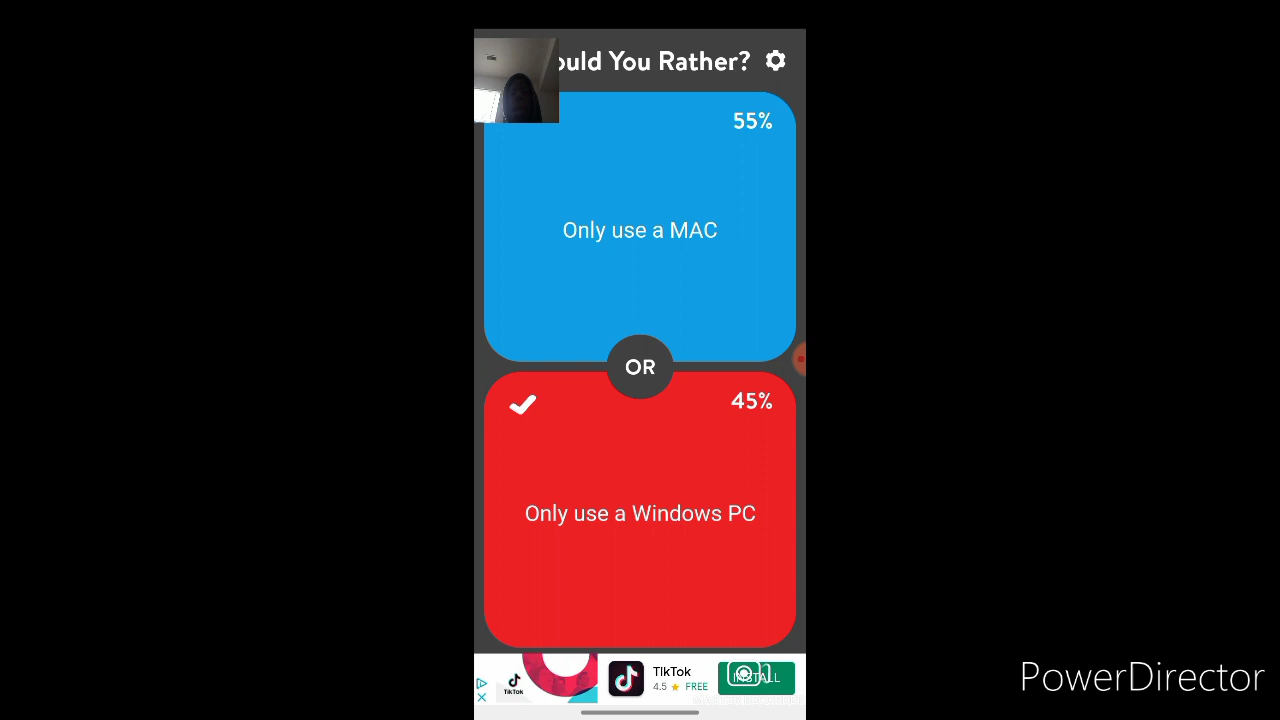 ould You Rather?
55%
Only use a MAC
OR
45%
Only use a Windows PC
TikTok
TikTok
4.5 FREE
INSTALL
PowerDirector